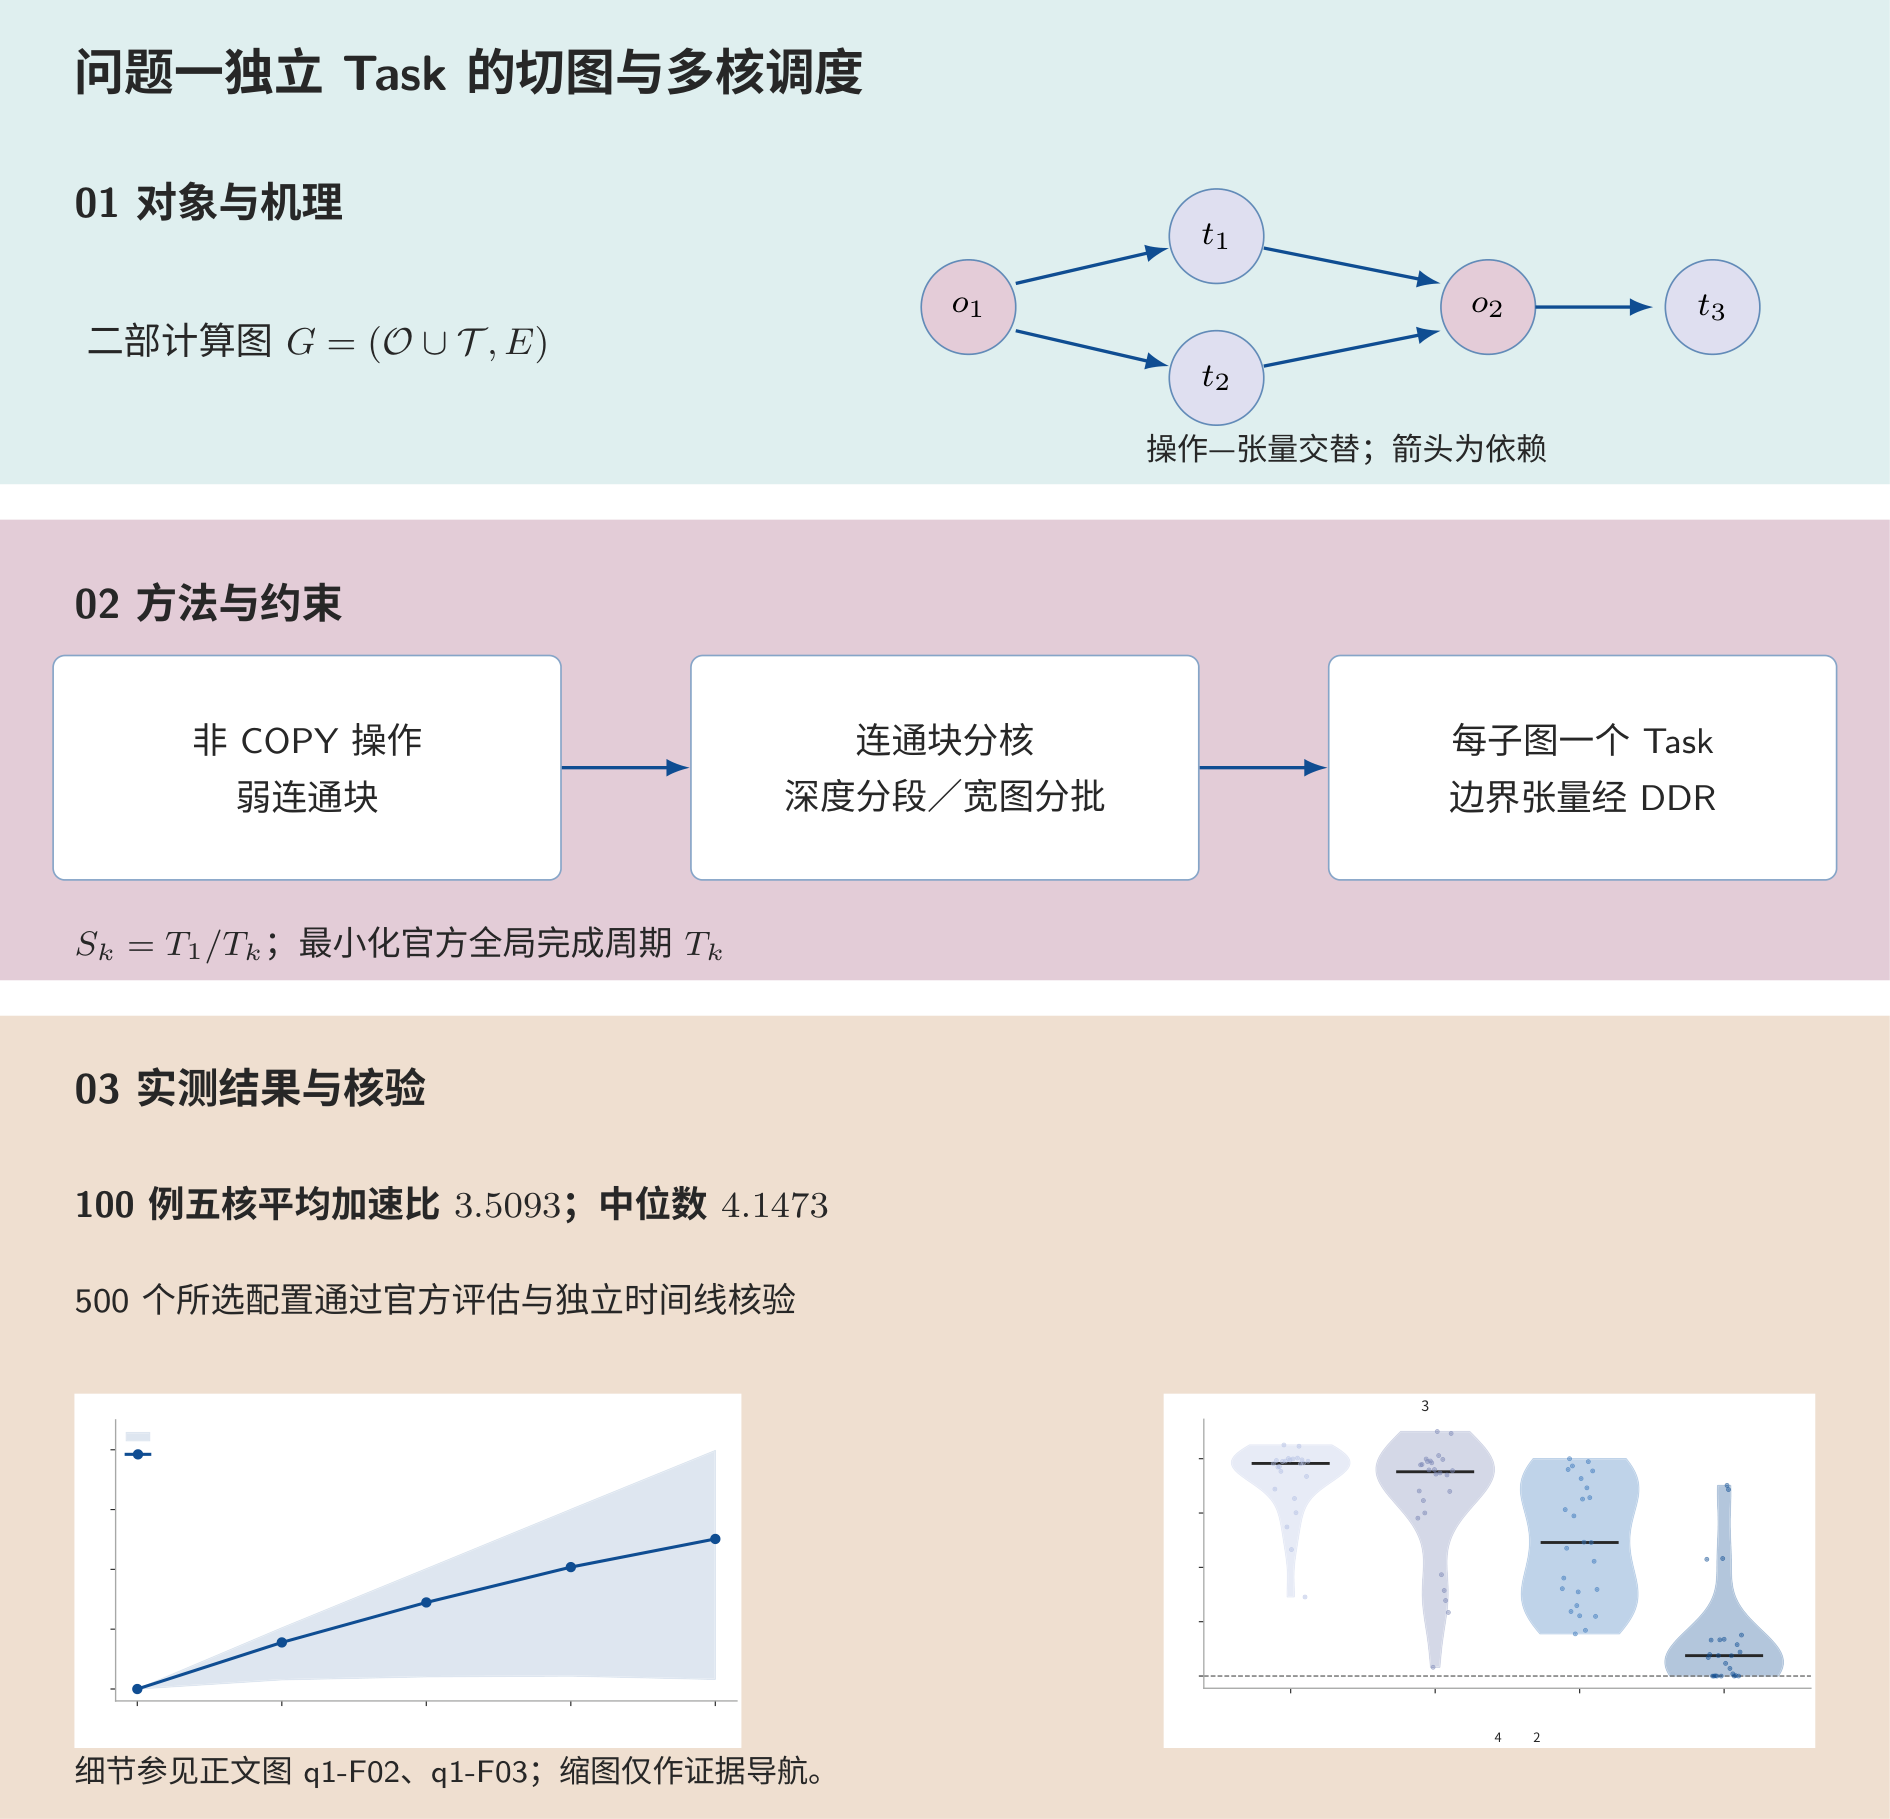 问题一独立 Task 的切图与多核调度
01 对象与机理
二部计算图 G = (𝒪 ∪ 𝒯, E)
o₁
t₁
t₂
o₂
t₃
操作—张量交替；箭头为依赖
02 方法与约束
非 COPY 操作
弱连通块
连通块分核
深度分段／宽图分批
每子图一个 Task
边界张量经 DDR
Sₖ = T₁/Tₖ；最小化官方全局完成周期 Tₖ
03 实测结果与核验
100 例五核平均加速比 3.5093；中位数 4.1473
500 个所选配置通过官方评估与独立时间线核验
3
4 2
细节参见正文图 q1-F02、q1-F03；缩图仅作证据导航。